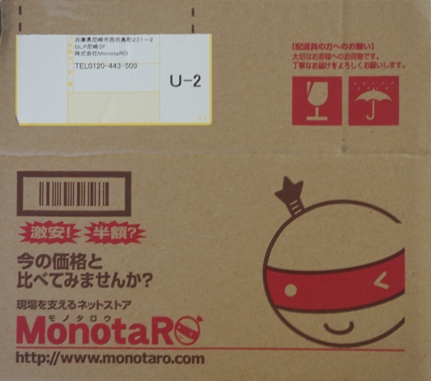 兵庫県尼崎市西向島町231-2
GLP尼崎3F
株式会社MonotaRO
TEL0120-443-509
U-2
【配達員の方へのお願い】
大切なお客様へのお荷物です。
丁寧なお届けをよろしくお願いします。
激安! 半額?
今の価格と
比べてみませんか?
現場を支えるネットストア
モノタロウ
MonotaRO
http://www.monotaro.com